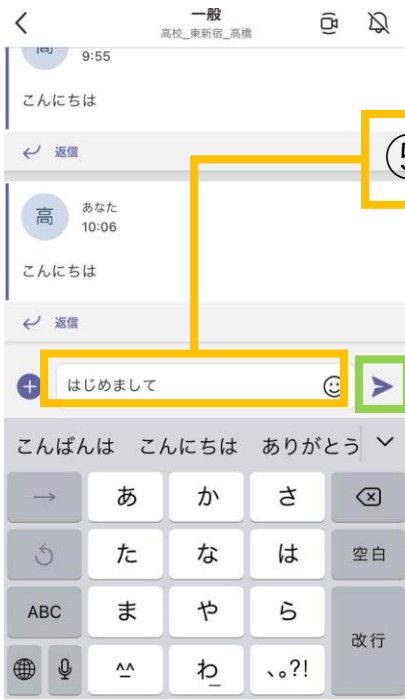 一般
高校_東新宿_高橋
9:55
こんにちは
返信
⑤
高
あなた
10:06
こんにちは
返信
はじめまして
こんばんは こんにちは ありがとう
→ あ か さ
た な は 空白
ABC ま や ら
改行
^^ わ_ 、。?!